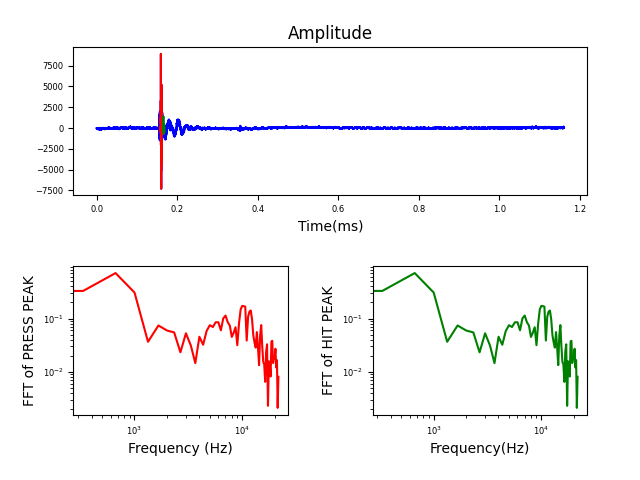 Amplitude
7500
5000
2500
0
−2500
−5000
−7500
0.0 0.2 0.4 0.6 0.8 1.0 1.2
Time(ms)
FFT of PRESS PEAK
10⁻¹
10⁻²
10³ 10⁴
Frequency (Hz)
FFT of HIT PEAK
10⁻¹
10⁻²
10³ 10⁴
Frequency(Hz)